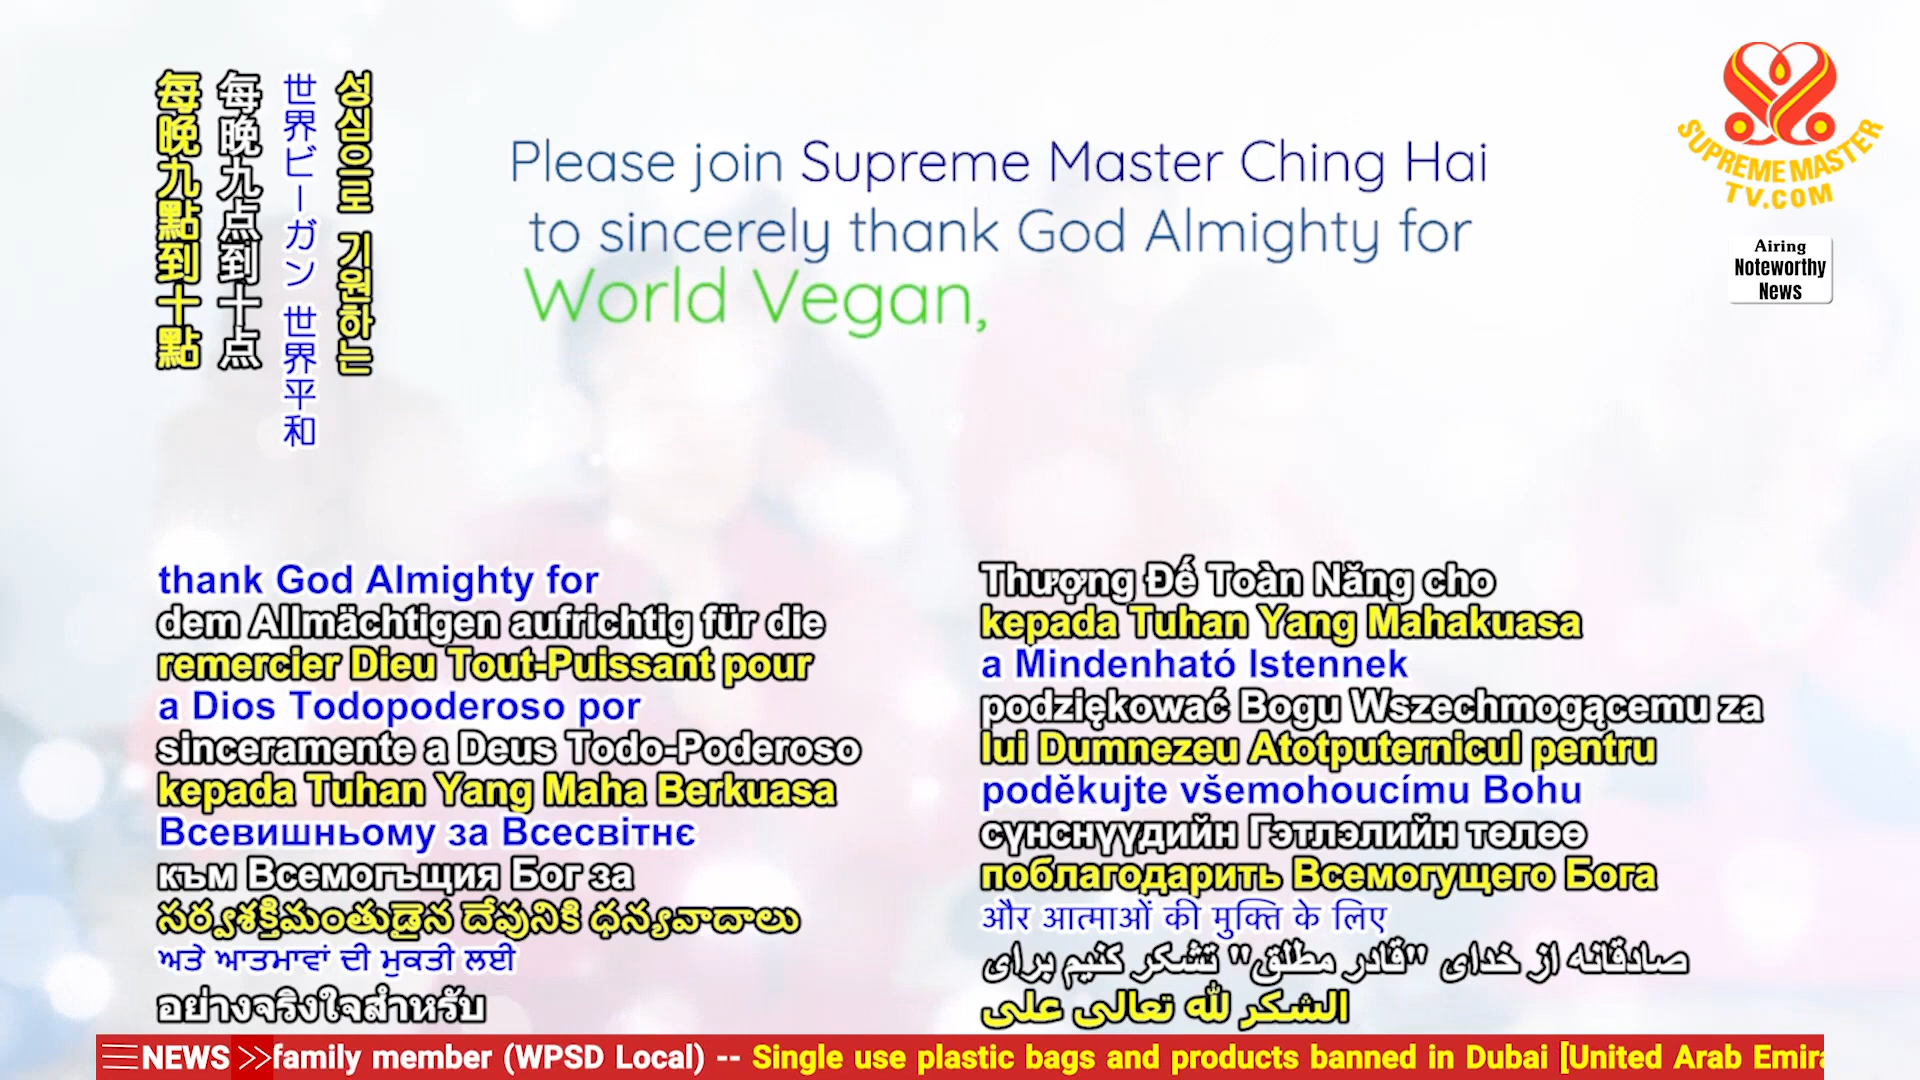 每晚九點到十點
每晚九点到十点
世界ビーガン 世界平和
성심으로 기원하는
Please join Supreme Master Ching Hai
to sincerely thank God Almighty for
World Vegan,
SUPREME MASTER
TV.COM
Airing
Noteworthy
News
thank God Almighty for
dem Allmächtigen aufrichtig für die
remercier Dieu Tout-Puissant pour
a Dios Todopoderoso por
sinceramente a Deus Todo-Poderoso
kepada Tuhan Yang Maha Berkuasa
Всевишньому за Всесвітнє
към Всемогъщия Бог за
సర్వశక్తిమంతుడైన దేవునికి ధన్యవాదాలు
ਅਤੇ ਆਤਮਾਵਾਂ ਦੀ ਮੁਕਤੀ ਲਈ
อย่างจริงใจสำหรับ
Thượng Đế Toàn Năng cho
kepada Tuhan Yang Mahakuasa
a Mindenható Istennek
podziękować Bogu Wszechmogącemu za
lui Dumnezeu Atotputernicul pentru
poděkujte všemohoucímu Bohu
сүнснүүдийн Гэтлэлийн төлөө
поблагодарить Всемогущего Бога
और आत्माओं की मुक्ति के लिए
صادقانه از خدای "قادر مطلق" تشکر کنیم برای
الشكر لله تعالى على
NEWS >> family member (WPSD Local) -- Single use plastic bags and products banned in Dubai [United Arab Emira